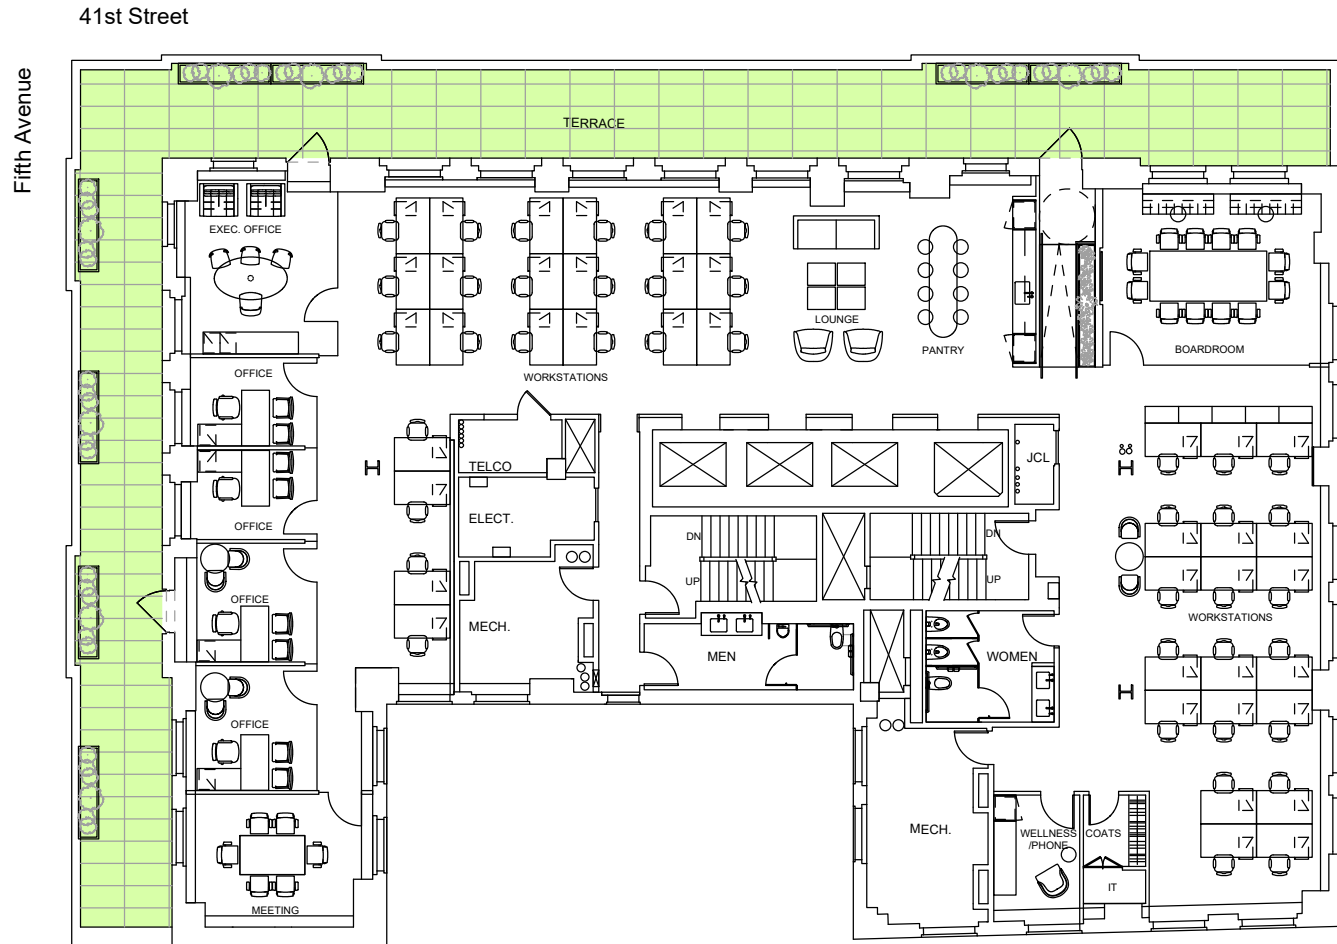 41st Street
Fifth Avenue
TERRACE
EXEC. OFFICE
LOUNGE
PANTRY
BOARDROOM
OFFICE
WORKSTATIONS
TELCO
JCL
ELECT.
OFFICE
DN
DN
UP
UP
OFFICE
MECH.
MEN
WOMEN
WORKSTATIONS
OFFICE
MECH.
WELLNESS
/PHONE
COATS
IT
MEETING